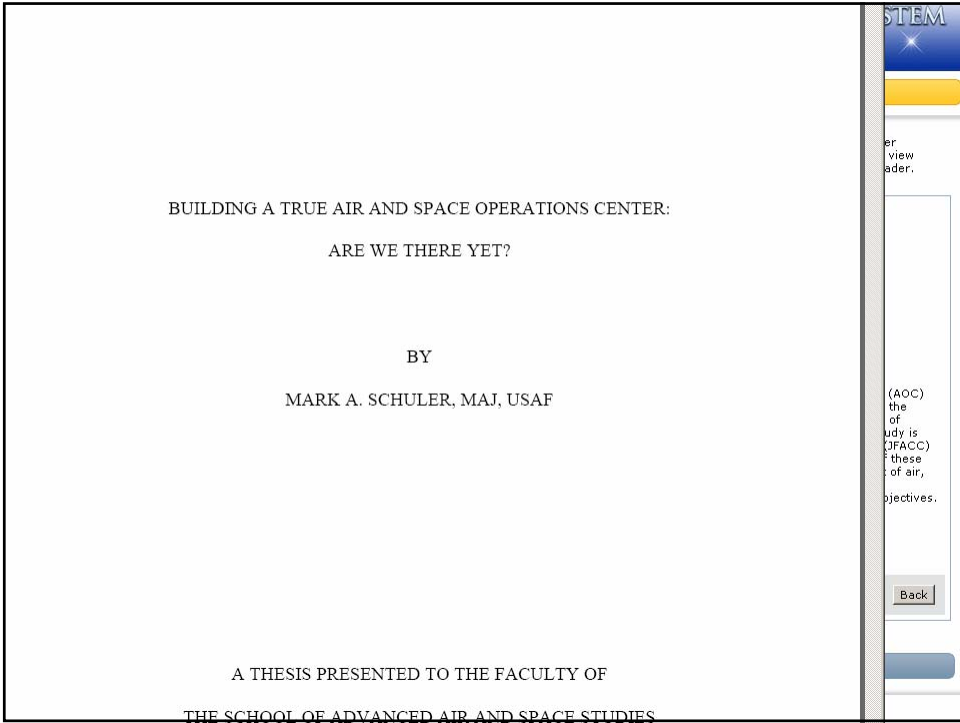 BUILDING A TRUE AIR AND SPACE OPERATIONS CENTER:
ARE WE THERE YET?
BY
MARK A. SCHULER, MAJ, USAF
A THESIS PRESENTED TO THE FACULTY OF
THE SCHOOL OF ADVANCED AIR AND SPACE STUDIES
STEM
er
view
ader.
(AOC)
the
of
udy is
(JFACC)
these
of air,
bjectives.
Back